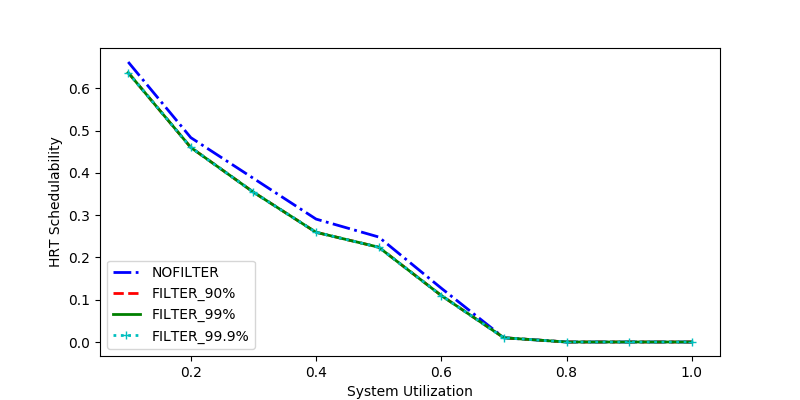 0.6
0.5
0.4
0.3
0.2
0.1
0.0
HRT Schedulability
NOFILTER
FILTER_90%
FILTER_99%
FILTER_99.9%
0.2 0.4 0.6 0.8 1.0
System Utilization